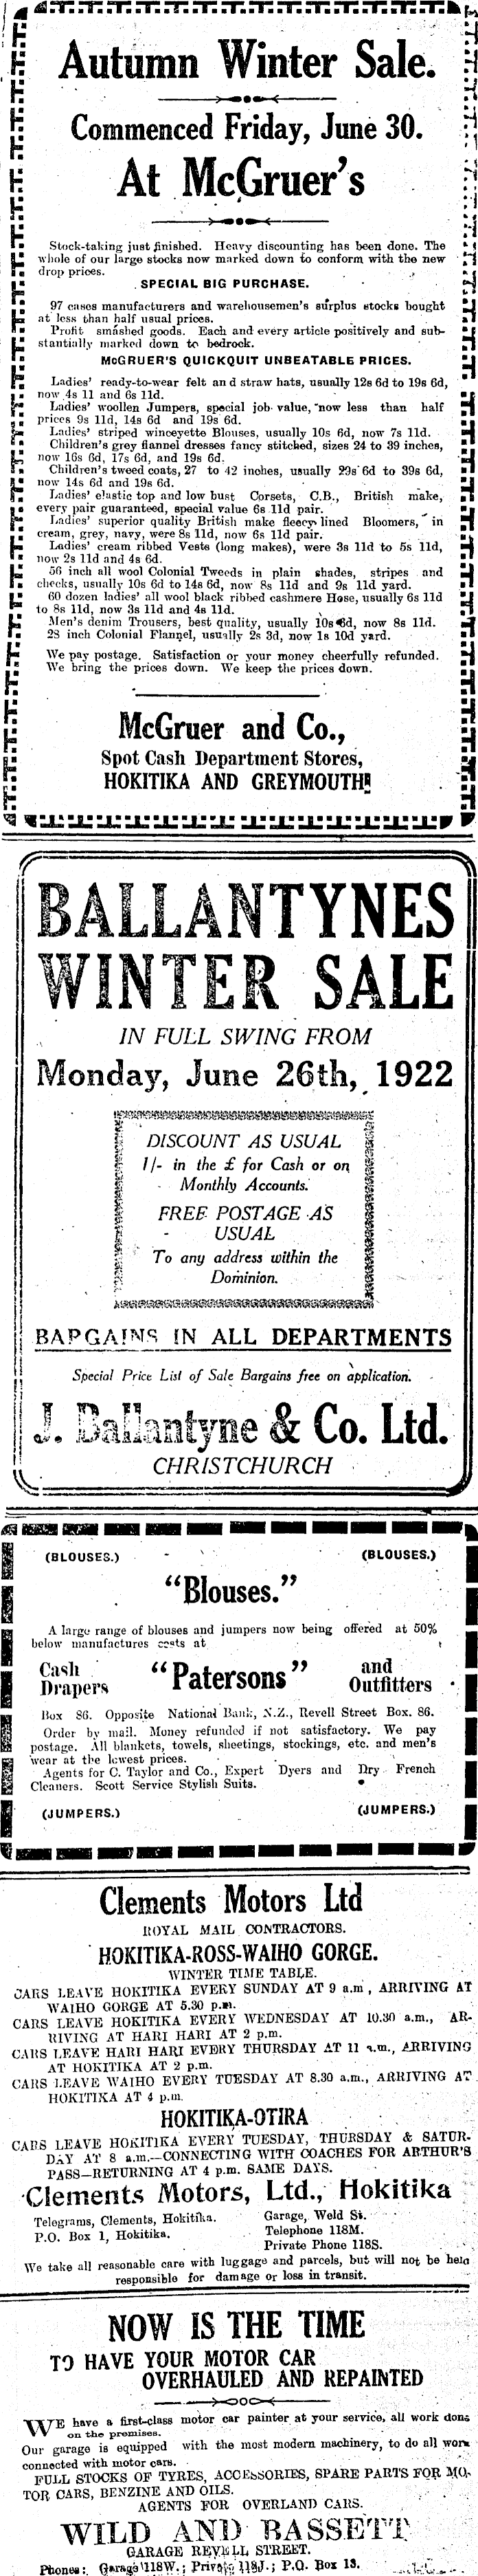 Autumn Winter Sale.
Commenced Friday, June 30.
At McGruer's
Stock-taking just finished. Heavy discounting has been done. The
whole of our large stocks now marked down to conform with the new
drop prices.
SPECIAL BIG PURCHASE.
97 cases manufacturers and warehousemen's surplus stocks bought
at less than half usual prices.
Profit smashed goods. Each and every article positively and sub-
stantially marked down to bedrock.
McGRUER'S QUICKQUIT UNBEATABLE PRICES.
Ladies' ready-to-wear felt an d straw hats, usually 12s 6d to 19s 6d,
now 4s 11 and 6s 11d.
Ladies' woollen Jumpers, special job value, now less than half
prices 9s 11d, 14s 6d and 19s 6d.
Ladies' striped winceyette Blouses, usually 10s 6d, now 7s 11d.
Children's grey flannel dresses fancy stitched, sizes 24 to 39 inches,
now 16s 6d, 17s 6d, and 19s 6d.
Children's tweed coats, 27 to 42 inches, usually 29s 6d to 39s 6d,
now 14s 6d and 19s 6d.
Ladies' elastic top and low bust Corsets, C.B., British make,
every pair guaranteed, special value 6s 11d pair.
Ladies' superior quality British make fleecy lined Bloomers, in
cream, grey, navy, were 8s 11d, now 6s 11d pair.
Ladies' cream ribbed Vests (long makes), were 3s 11d to 5s 11d,
now 2s 11d and 4s 6d.
56 inch all wool Colonial Tweeds in plain shades, stripes and
checks, usually 10s 6d to 14s 6d, now 8s 11d and 9s 11d yard.
60 dozen ladies' all wool black ribbed cashmere Hose, usually 6s 11d
to 8s 11d, now 3s 11d and 4s 11d.
Men's denim Trousers, best quality, usually 10s 6d, now 8s 11d.
28 inch Colonial Flannel, usually 2s 3d, now 1s 10d yard.
We pay postage. Satisfaction or your money cheerfully refunded.
We bring the prices down. We keep the prices down.
McGruer and Co.,
Spot Cash Department Stores,
HOKITIKA AND GREYMOUTH
BALLANTYNES
WINTER SALE
IN FULL SWING FROM
Monday, June 26th, 1922
DISCOUNT AS USUAL
1/- in the £ for Cash or on
Monthly Accounts.
FREE POSTAGE AS
USUAL
To any address within the
Dominion.
BARGAINS IN ALL DEPARTMENTS
Special Price List of Sale Bargains free on application.
J. Ballantyne & Co. Ltd.
CHRISTCHURCH
(BLOUSES.) (BLOUSES.)
"Blouses."
A large range of blouses and jumpers now being offered at 50%
below manufactures costs at
Cash Drapers "Patersons" and Outfitters
Box 86. Opposite National Bank, N.Z., Revell Street Box. 86.
Order by mail. Money refunded if not satisfactory. We pay
postage. All blankets, towels, sheetings, stockings, etc. and men's
wear at the lowest prices.
Agents for C. Taylor and Co., Expert Dyers and Dry French
Cleaners. Scott Service Stylish Suits.
(JUMPERS.) (JUMPERS.)
Clements Motors Ltd
ROYAL MAIL CONTRACTORS.
HOKITIKA-ROSS-WAIHO GORGE.
WINTER TIME TABLE.
CARS LEAVE HOKITIKA EVERY SUNDAY AT 9 a.m, ARRIVING AT
WAIHO GORGE AT 5.30 p.m.
CARS LEAVE HOKITIKA EVERY WEDNESDAY AT 10.30 a.m., AR-
RIVING AT HARI HARI AT 2 p.m.
CARS LEAVE HARI HARI EVERY THURSDAY AT 11 a.m., ARRIVING
AT HOKITIKA AT 2 p.m.
CARS LEAVE WAIHO EVERY TUESDAY AT 8.30 a.m., ARRIVING AT
HOKITIKA AT 4 p.m.
HOKITIKA-OTIRA
CARS LEAVE HOKITIKA EVERY TUESDAY, THURSDAY & SATUR-
DAY AT 8 a.m.—CONNECTING WITH COACHES FOR ARTHUR'S
PASS—RETURNING AT 4 p.m. SAME DAYS.
Clements Motors, Ltd., Hokitika
Telegrams, Clements, Hokitika. Garage, Weld St.
P.O. Box 1, Hokitika. Telephone 118M.
Private Phone 118S.
We take all reasonable care with luggage and parcels, but will not be held
responsible for damage or loss in transit.
NOW IS THE TIME
TO HAVE YOUR MOTOR CAR
OVERHAULED AND REPAINTED
WE have a first-class motor car painter at your service, all work done
on the premises.
Our garage is equipped with the most modern machinery, to do all work
connected with motor cars.
FULL STOCKS OF TYRES, ACCESSORIES, SPARE PARTS FOR MO-
TOR CARS, BENZINE AND OILS.
AGENTS FOR OVERLAND CARS.
WILD AND BASSETT
GARAGE REVELL STREET.
Phones: Garage 118W.; Private 118J.; P.O. Box 13.